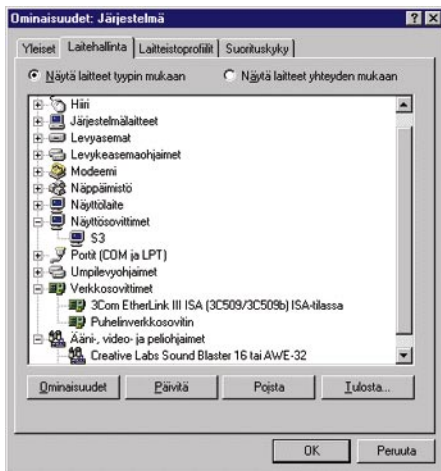 Ominaisuudet: Järjestelmä
Yleiset Laitehallinta Laitteistoprofiilit Suorituskyky
Näytä laitteet tyypin mukaan Näytä laitteet yhteyden mukaan
Hiiri
Järjestelmälaitteet
Levyasemat
Levykeasemaohjaimet
Modeemi
Näppäimistö
Näyttölaite
Näyttösovittimet
S3
Portit (COM ja LPT)
Umpilevyohjaimet
Verkkosovittimet
3Com EtherLink III ISA (3C509/3C509b) ISA-tilassa
Puhelinverkkosovitin
Ääni-, video- ja peliohjaimet
Creative Labs Sound Blaster 16 tai AWE-32
Ominaisuudet Päivitä Poista Tulosta...
OK Peruuta